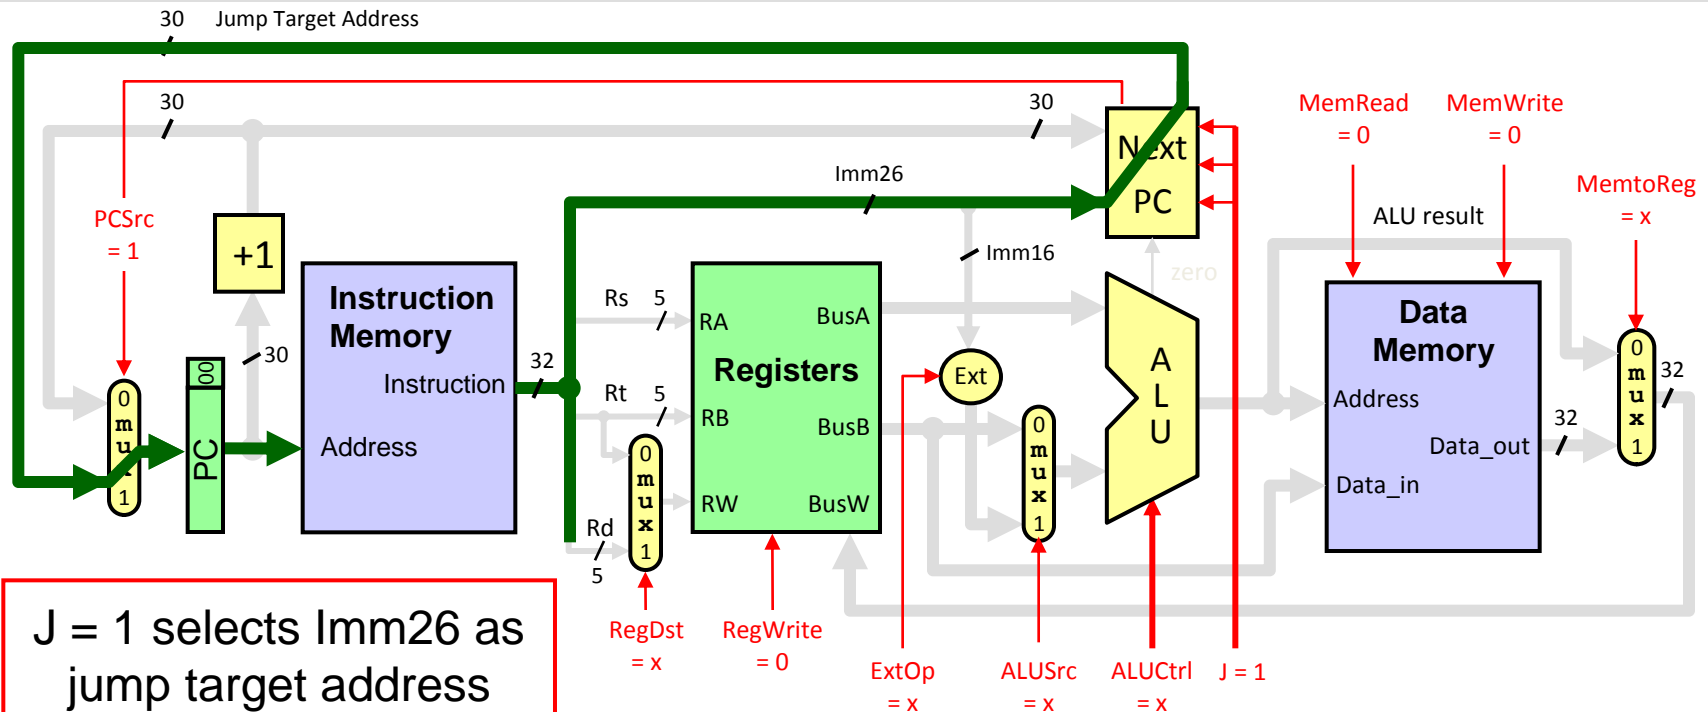 30 Jump Target Address
30
30
MemRead
= 0
MemWrite
= 0
Next
PC
Imm26
MemtoReg
= x
PCSrc
= 1
ALU result
+1
Imm16
zero
Instruction
Memory
Rs 5
RA
BusA
Data
Memory
30
00
Instruction
32
Registers
Ext
A
L
U
0
m
u
x
1
32
0
m
u
1
PC
Address
Rt 5
RB
BusB
0
m
u
x
1
Address
Data_out
32
0
m
u
x
1
RW
BusW
Data_in
Rd
5
RegDst
= x
RegWrite
= 0
ExtOp
= x
ALUSrc
= x
ALUCtrl
= x
J = 1
J = 1 selects Imm26 as
jump target address